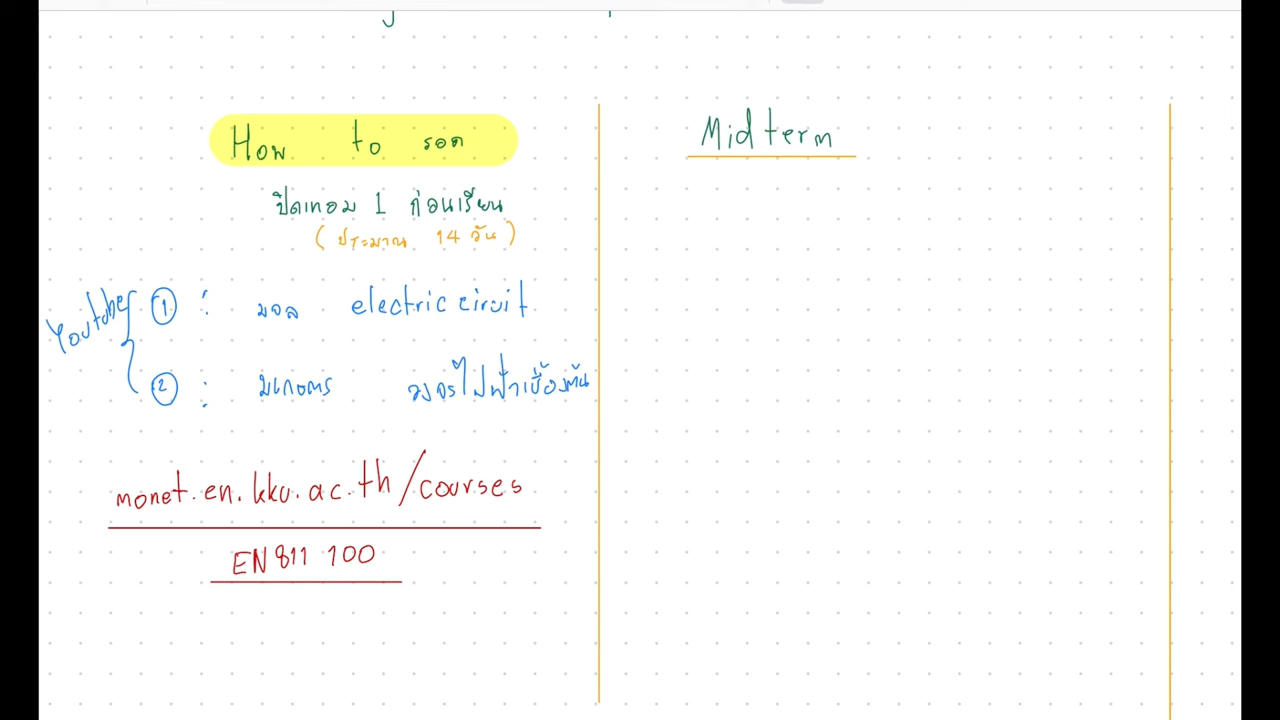 How to รอด
ปิดเทอม 1 ก่อนเรียน
(ประมาณ 14 วัน)
Youtuber
① : มจล electric circuit
② : มเกษตร วงจรไฟฟ้าเบื้องต้น
monet.en.kku.ac.th/courses
EN811 100
Midterm